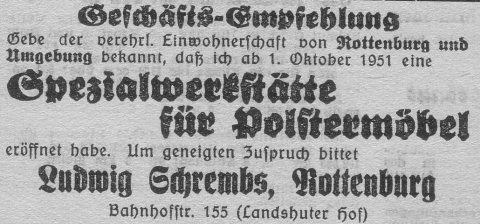 Geschäfts-Empfehlung
Gebe der verehrl. Einwohnerschaft von Rottenburg und
Umgebung bekannt, daß ich ab 1. Oktober 1951 eine
Spezialwerkstätte
für Polstermöbel
eröffnet habe. Um geneigten Zuspruch bittet
Ludwig Schrembs, Rottenburg
Bahnhofstr. 155 (Landshuter Hof)